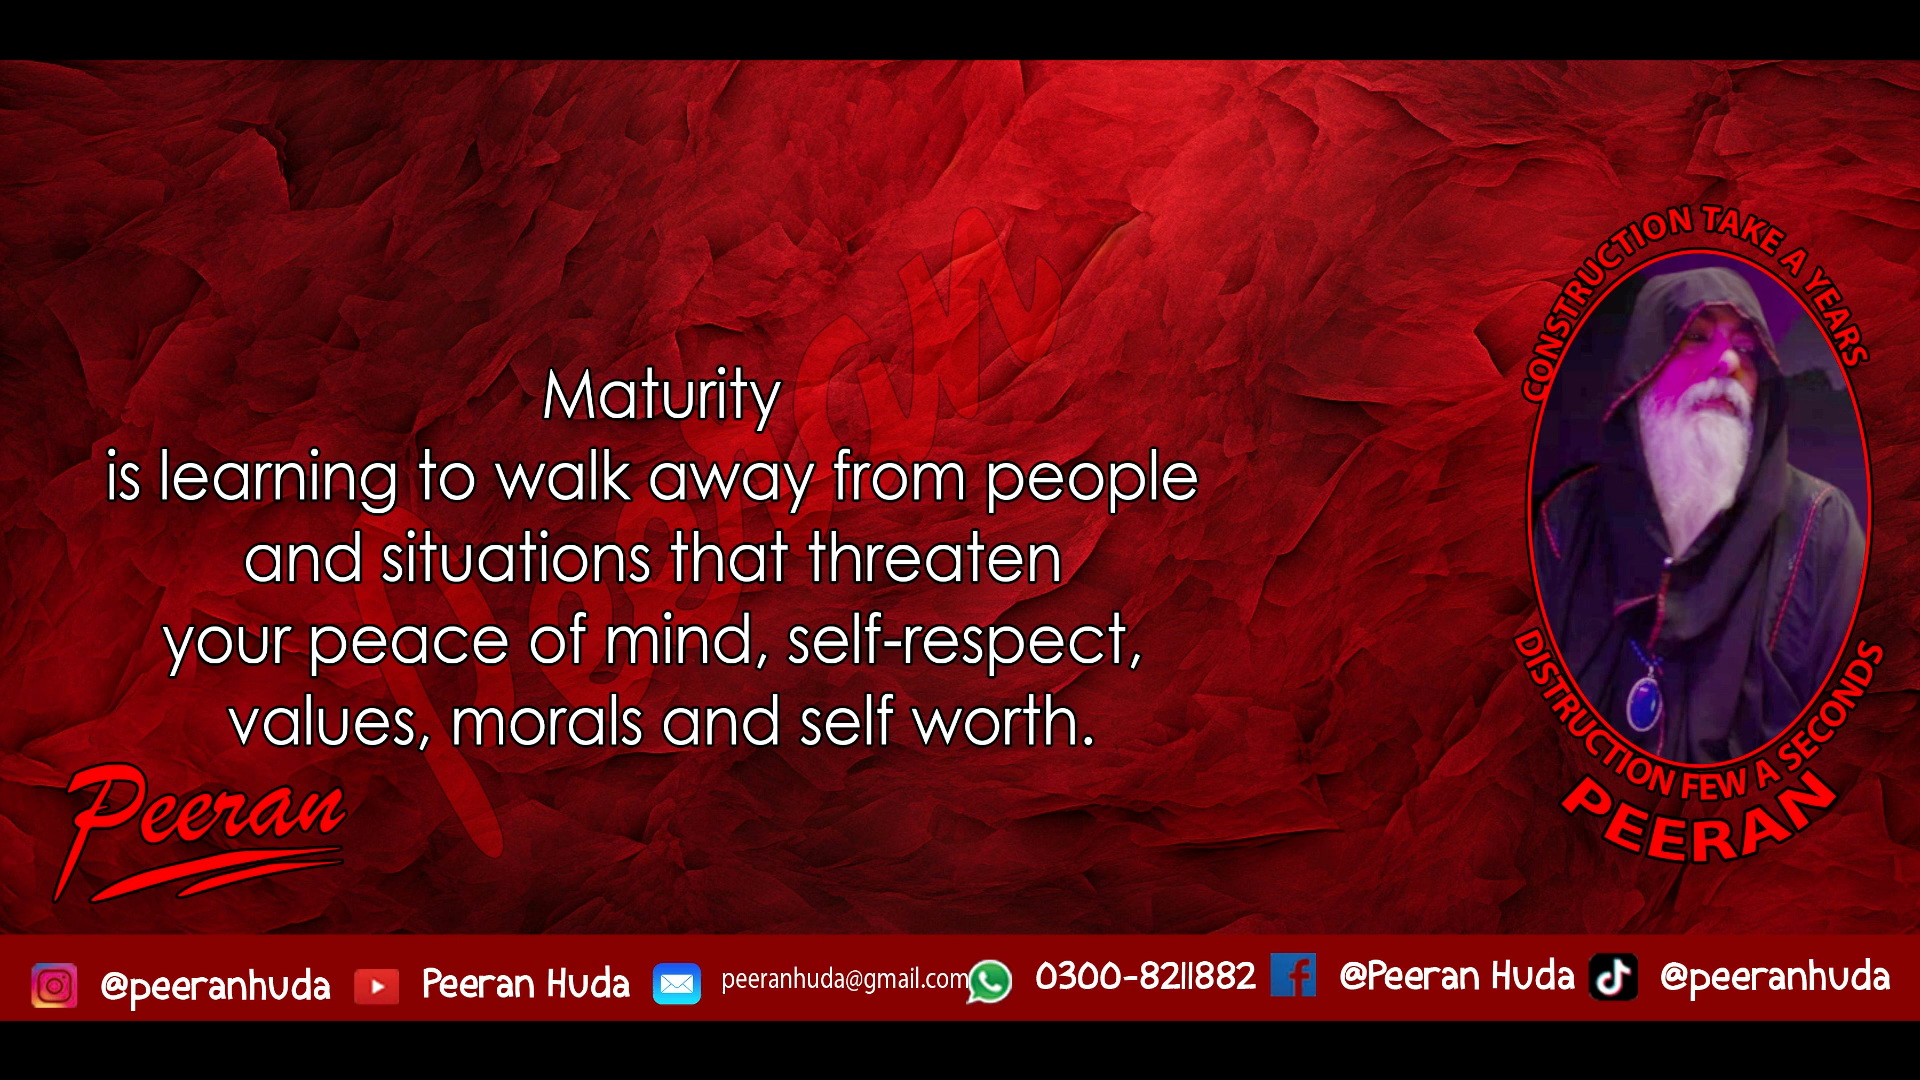 CONSTRUCTION TAKE A YEARS
Maturity
is learning to walk away from people
and situations that threaten
your peace of mind, self-respect,
values, morals and self worth.
Peeran
Peeran
DISTRUCTION FEW A SECONDS
PEERAN
@peeranhuda Peeran Huda peeranhuda@gmail.com 0300-8211882 @Peeran Huda @peeranhuda